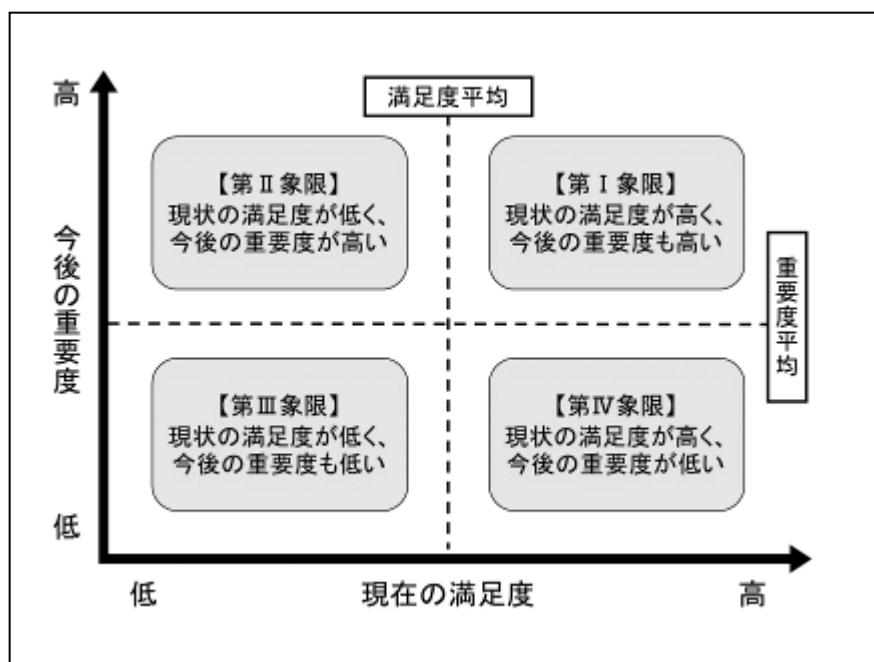 高
満足度平均
【第Ⅱ象限】
現状の満足度が低く、
今後の重要度が高い
【第Ⅰ象限】
現状の満足度が高く、
今後の重要度も高い
今後の重要度
重要度平均
【第Ⅲ象限】
現状の満足度が低く、
今後の重要度も低い
【第Ⅳ象限】
現状の満足度が高く、
今後の重要度が低い
低
低
現在の満足度
高